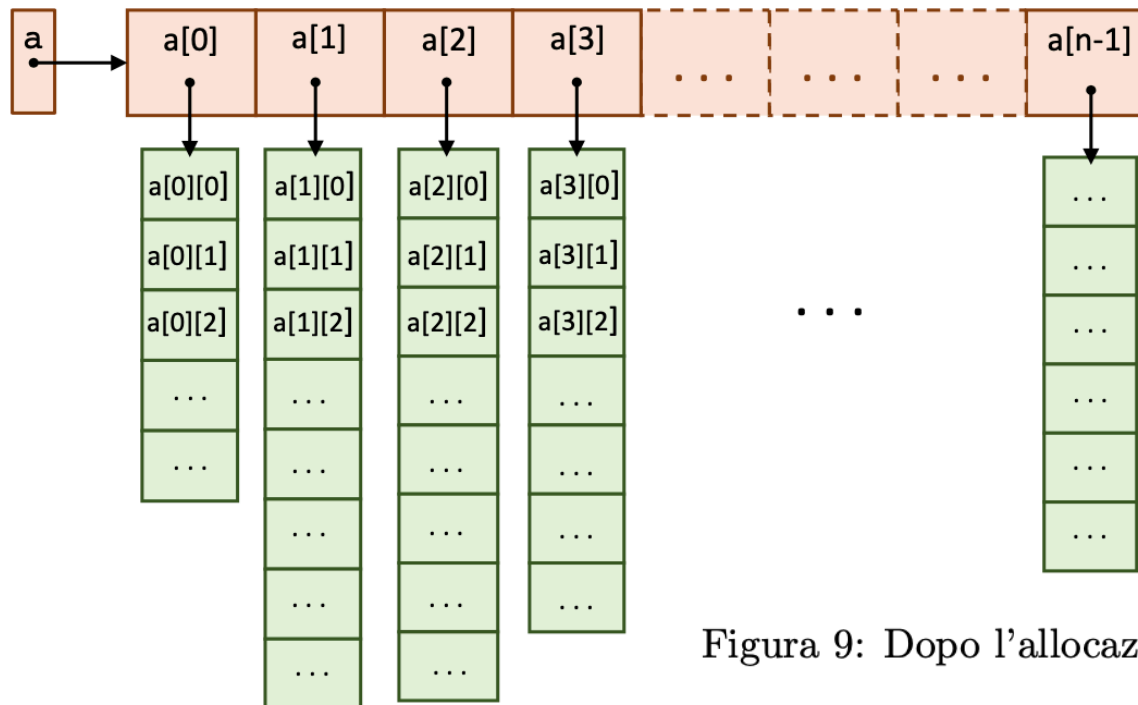 a a[0] a[1] a[2] a[3] ... ... ... a[n-1]
a[0][0] a[1][0] a[2][0] a[3][0] ...
a[0][1] a[1][1] a[2][1] a[3][1] ...
a[0][2] a[1][2] a[2][2] a[3][2] ... ...
... ... ... ... ...
... ... ... ... ...
... ... ... ...
... ... ...
... ...
Figura 9: Dopo l'allocaz